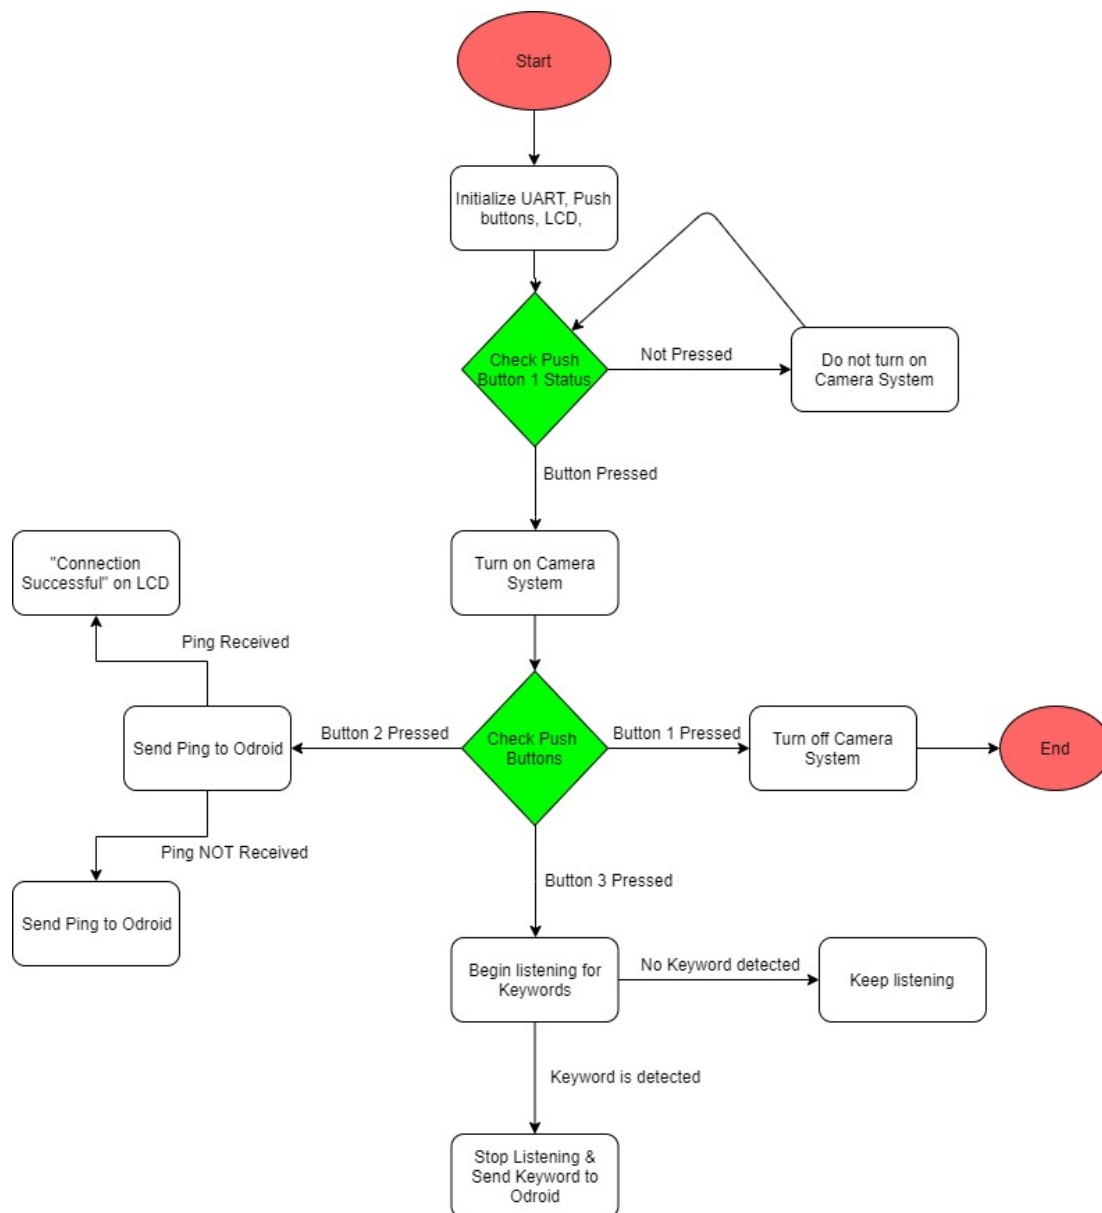 Start
Initialize UART, Push
buttons, LCD,
Check Push
Button 1 Status
Not Pressed
Do not turn on
Camera System
Button Pressed
Turn on Camera
System
"Connection
Successful" on LCD
Ping Received
Send Ping to Odroid
Button 2 Pressed
Check Push
Buttons
Button 1 Pressed
Turn off Camera
System
End
Ping NOT Received
Send Ping to Odroid
Button 3 Pressed
Begin listening for
Keywords
No Keyword detected
Keep listening
Keyword is detected
Stop Listening &
Send Keyword to
Odroid